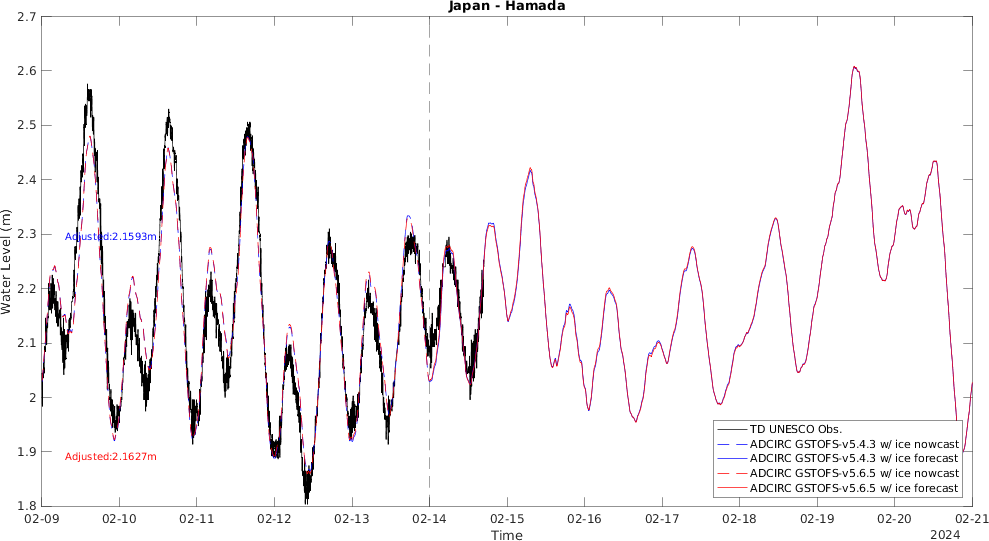 Japan - Hamada
2.7
2.6
2.5
2.4
2.3
2.2
2.1
2
1.9
1.8
Water Level (m)
Adjusted:2.1593m
Adjusted:2.1627m
TD UNESCO Obs.
ADCIRC GSTOFS-v5.4.3 w/ ice nowcast
ADCIRC GSTOFS-v5.4.3 w/ ice forecast
ADCIRC GSTOFS-v5.6.5 w/ ice nowcast
ADCIRC GSTOFS-v5.6.5 w/ ice forecast
02-09 02-10 02-11 02-12 02-13 02-14 02-15 02-16 02-17 02-18 02-19 02-20 02-21
Time
2024